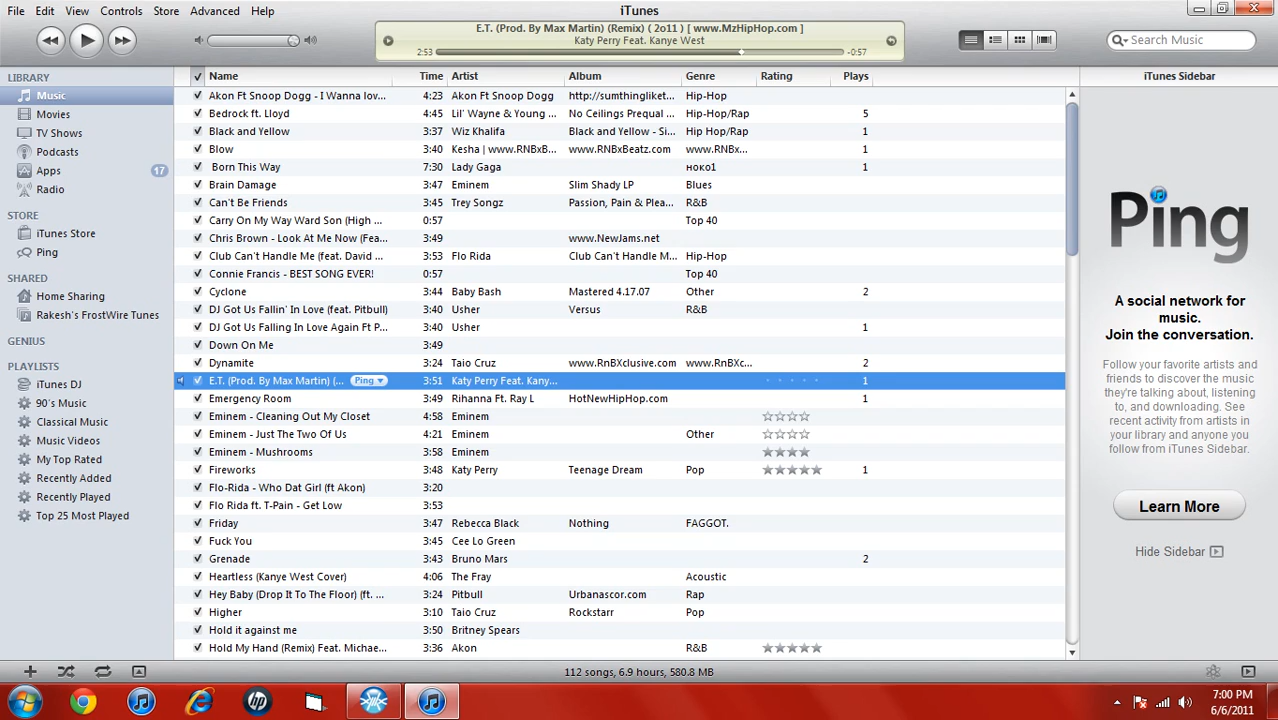 File Edit View Controls Store Advanced Help iTunes
E.T. (Prod. By Max Martin) (Remix) ( 2o11 ) [ www.MzHipHop.com ]
Katy Perry Feat. Kanye West
2:53 -0:57
Search Music
LIBRARY
Music
Movies
TV Shows
Podcasts
Apps 17
Radio
STORE
iTunes Store
Ping
SHARED
Home Sharing
Rakesh's FrostWire Tunes
GENIUS
PLAYLISTS
iTunes DJ
90's Music
Classical Music
Music Videos
My Top Rated
Recently Added
Recently Played
Top 25 Most Played
Name Time Artist Album Genre Rating Plays
Akon Ft Snoop Dogg - I Wanna lov... 4:23 Akon Ft Snoop Dogg http://sumthingliket... Hip-Hop
Bedrock ft. Lloyd 4:45 Lil' Wayne & Young ... No Ceilings Prequal ... Hip-Hop/Rap 5
Black and Yellow 3:37 Wiz Khalifa Black and Yellow - Si... Hip Hop/Rap 1
Blow 3:40 Kesha | www.RNBxB... www.RNBxBeatz.com www.RNBx... 1
Born This Way 7:30 Lady Gaga ноко1 1
Brain Damage 3:47 Eminem Slim Shady LP Blues
Can't Be Friends 3:45 Trey Songz Passion, Pain & Plea... R&B
Carry On My Way Ward Son (High ... 0:57 Top 40
Chris Brown - Look At Me Now (Fea... 3:49 www.NewJams.net
Club Can't Handle Me (feat. David ... 3:53 Flo Rida Club Can't Handle M... Hip-Hop
Connie Francis - BEST SONG EVER! 0:57 Top 40
Cyclone 3:44 Baby Bash Mastered 4.17.07 Other 2
DJ Got Us Fallin' In Love (feat. Pitbull) 3:40 Usher Versus R&B
DJ Got Us Falling In Love Again Ft P... 3:40 Usher 1
Down On Me 3:49
Dynamite 3:24 Taio Cruz www.RnBXclusive.com www.RnBXc... 2
E.T. (Prod. By Max Martin) (... Ping 3:51 Katy Perry Feat. Kany... 1
Emergency Room 3:49 Rihanna Ft. Ray L HotNewHipHop.com 1
Eminem - Cleaning Out My Closet 4:58 Eminem
Eminem - Just The Two Of Us 4:21 Eminem Other
Eminem - Mushrooms 3:58 Eminem
Fireworks 3:48 Katy Perry Teenage Dream Pop 1
Flo-Rida - Who Dat Girl (ft Akon) 3:20
Flo Rida ft. T-Pain - Get Low 3:53
Friday 3:47 Rebecca Black Nothing FAGGOT.
Fuck You 3:43 Cee Lo Green
Grenade 3:43 Bruno Mars 2
Heartless (Kanye West Cover) 4:06 The Fray Acoustic
Hey Baby (Drop It To The Floor) (ft. ... 3:54 Pitbull Urbanascor.com Rap
Higher 3:10 Taio Cruz Rockstarr Pop
Hold it against me 3:50 Britney Spears
Hold My Hand (Remix) Feat. Michae... 3:36 Akon R&B
iTunes Sidebar
Ping
A social network for
music.
Join the conversation.
Follow your favorite artists and
friends to discover the music
they're talking about, listening
to, and downloading. See
recent activity from artists in
your library and anyone you
follow from iTunes Sidebar.
Learn More
Hide Sidebar
112 songs, 6.9 hours, 580.8 MB
hp
7:00 PM
6/6/2011